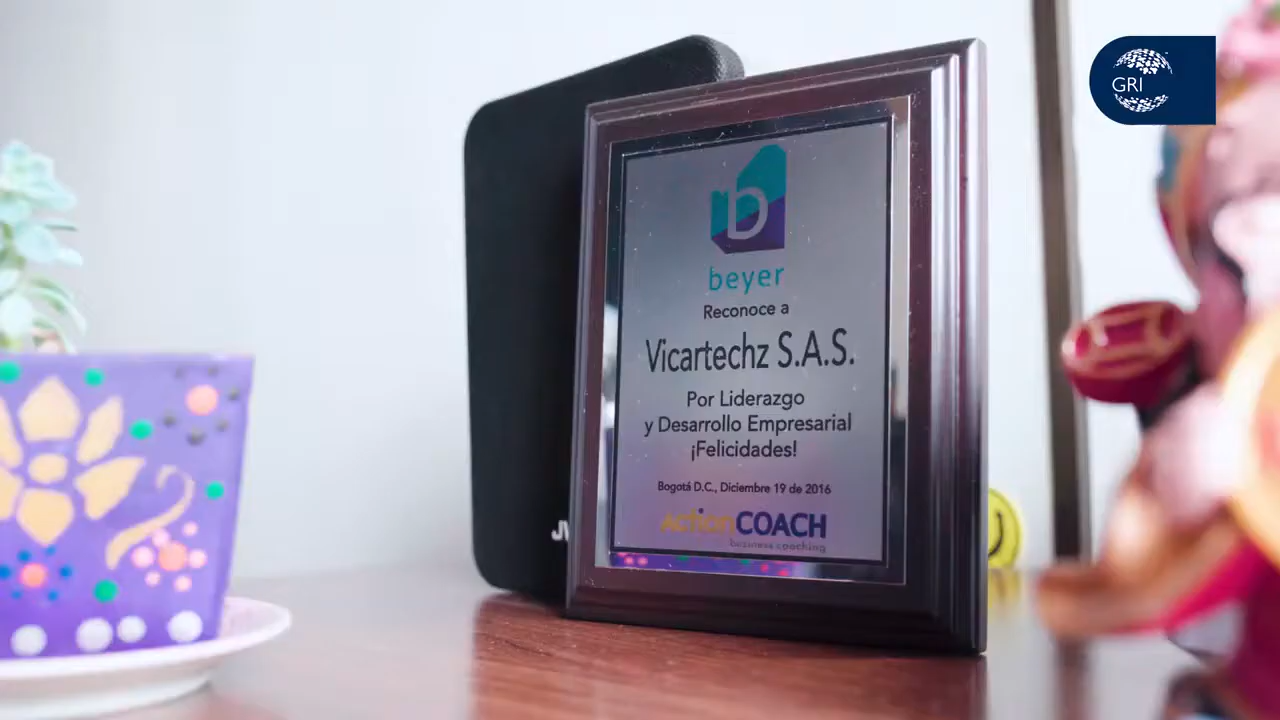 GRI
b
beyer
Reconoce a
Vicartechz S.A.S.
Por Liderazgo
y Desarrollo Empresarial
¡Felicidades!
Bogotá D.C., Diciembre 19 de 2016
ActionCOACH
business coaching